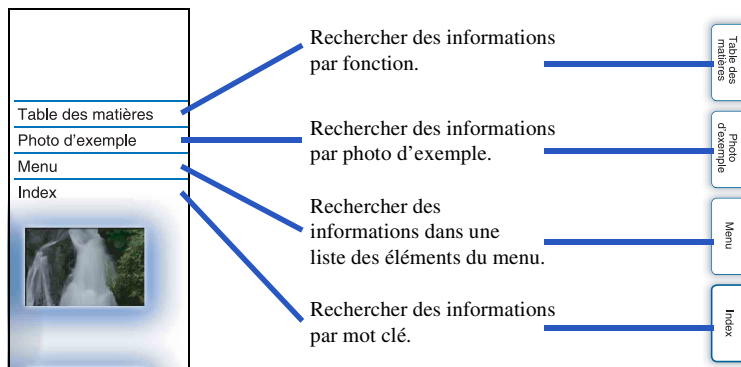 Table des matières
Photo d'exemple
Menu
Index
Rechercher des informations
par fonction.
Rechercher des informations
par photo d'exemple.
Rechercher des
informations dans une
liste des éléments du menu.
Rechercher des informations
par mot clé.
Table des
matières
Photo
d'exemple
Menu
Index